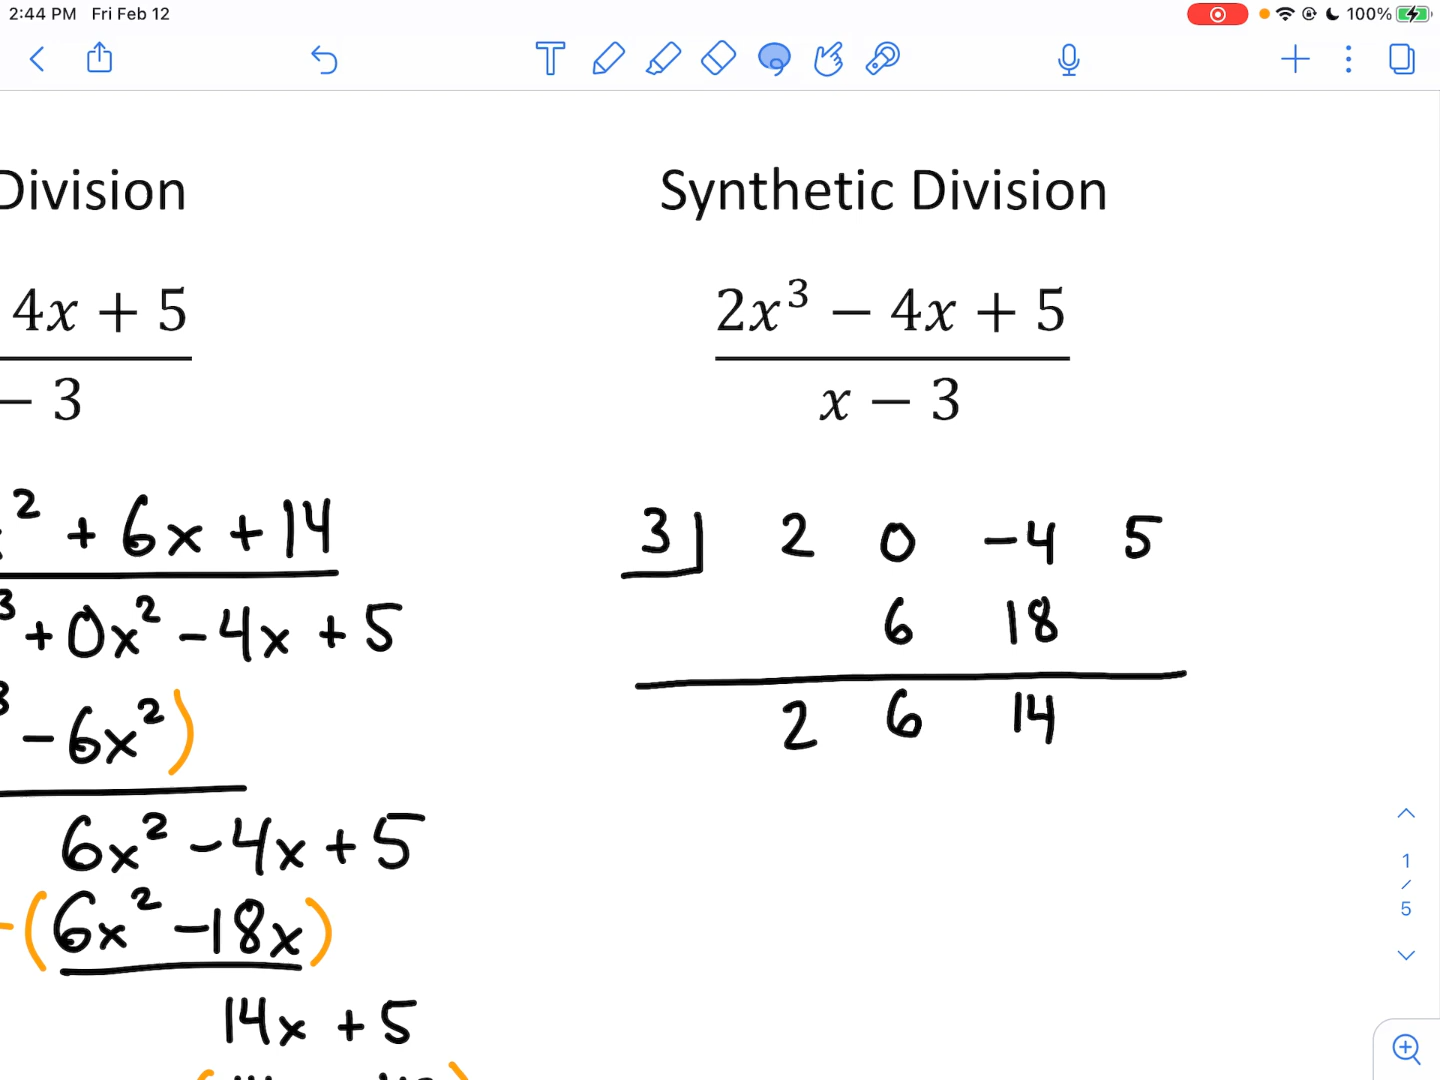 2:44 PM Fri Feb 12
100%
T
Division
4x + 5
− 3
2 + 6x + 14
3 + 0x² − 4x + 5
3 − 6x²)
6x² − 4x + 5
−(6x² − 18x)
14x + 5
Synthetic Division
2x³ − 4x + 5
x − 3
3 2 0 −4 5
6 18
2 6 14
1
/
5